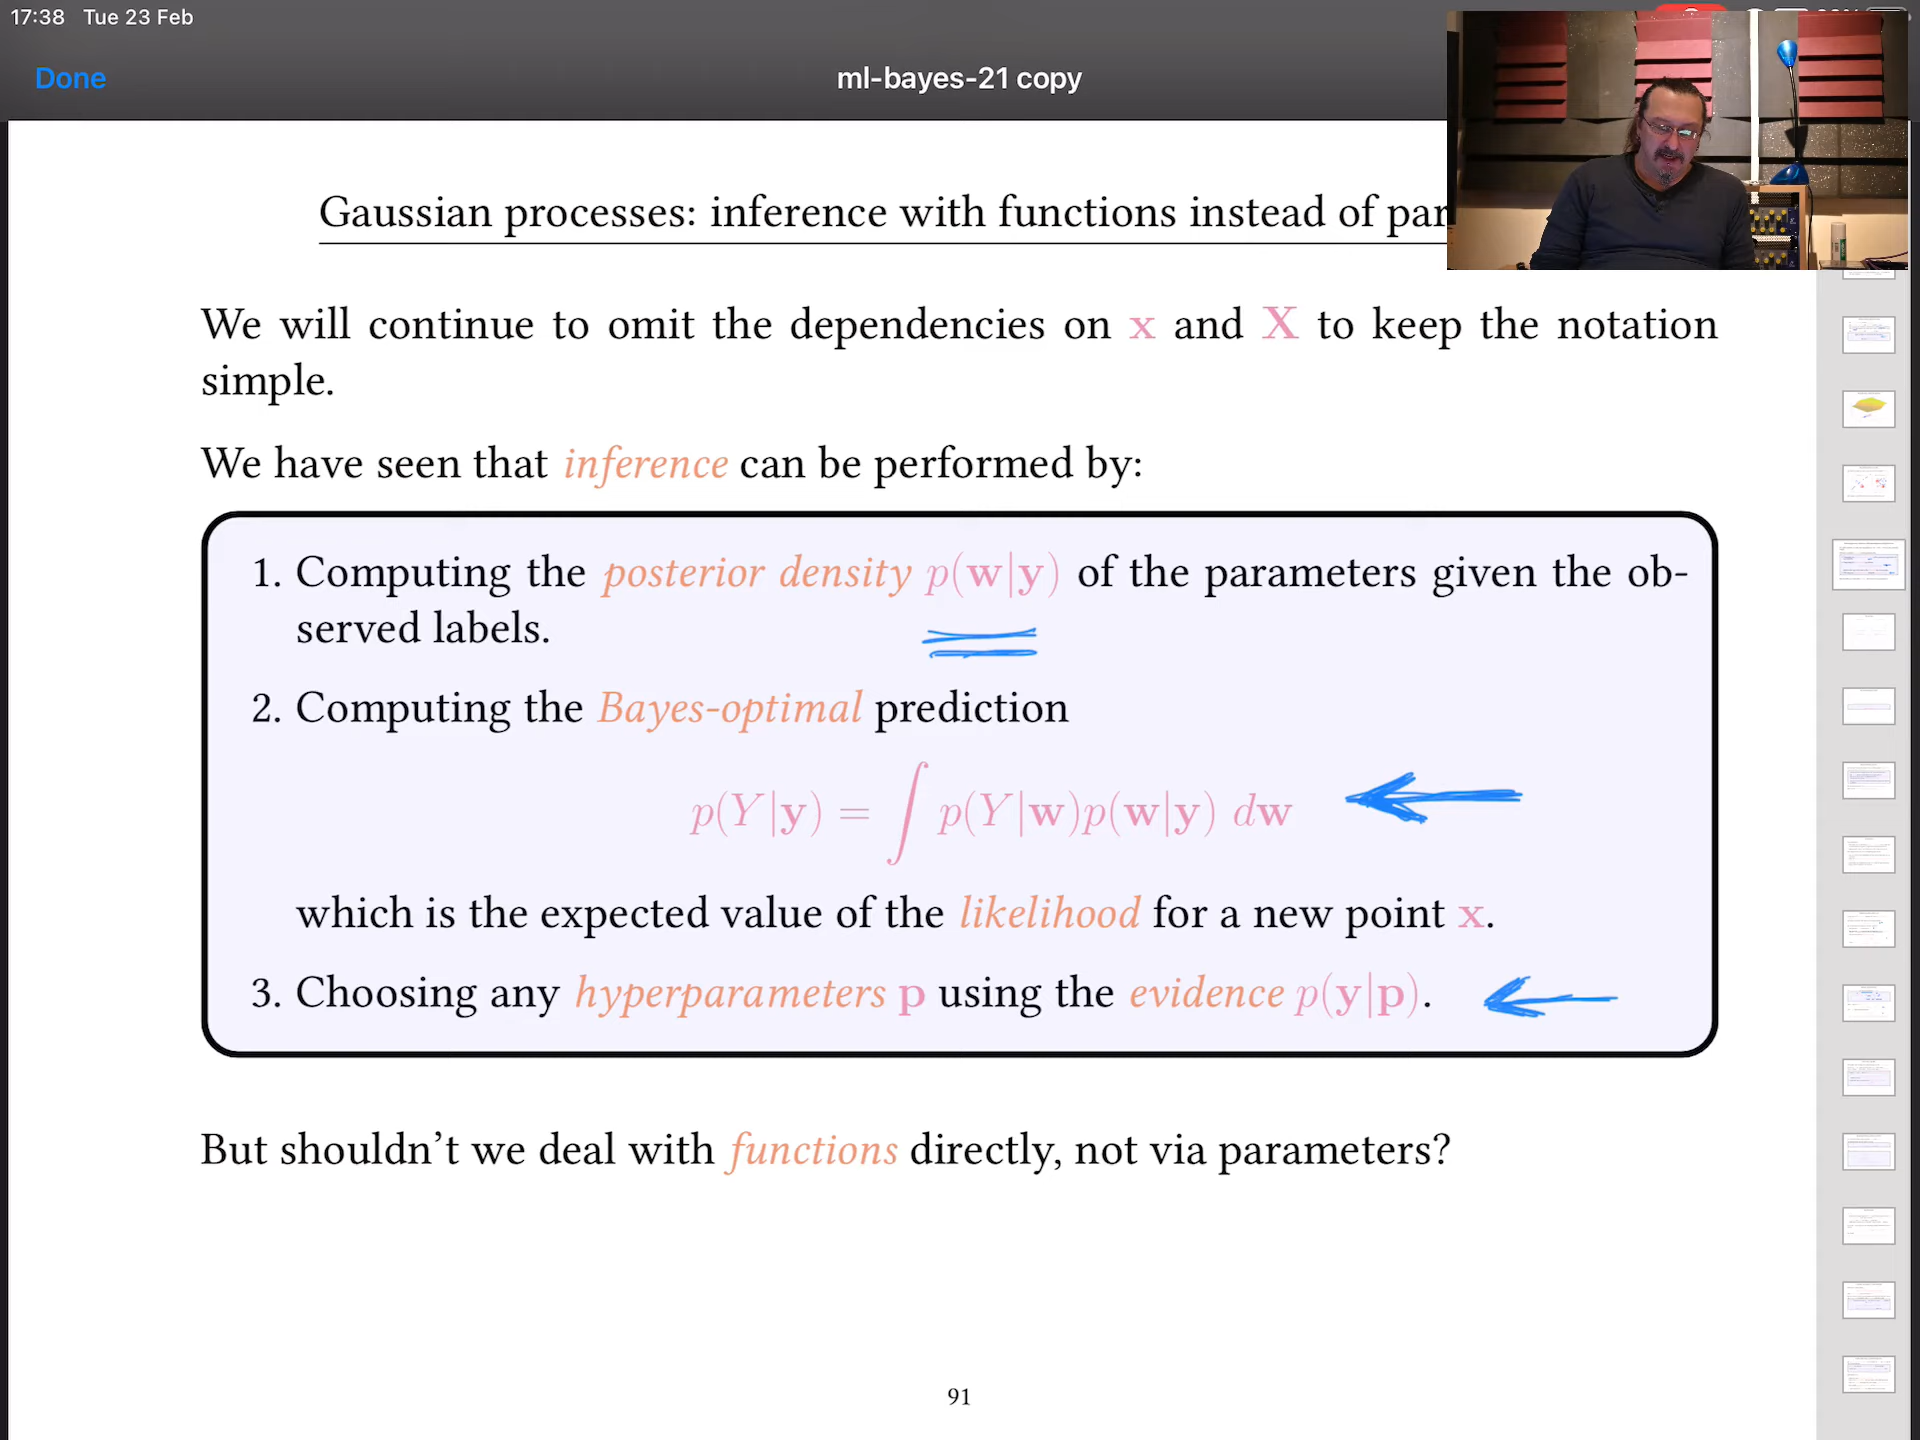 17:38 Tue 23 Feb
Done
ml-bayes-21 copy
Gaussian processes: inference with functions instead of par
We will continue to omit the dependencies on x and X to keep the notation
simple.
We have seen that inference can be performed by:
1. Computing the posterior density p(w|y) of the parameters given the ob-
served labels.
2. Computing the Bayes-optimal prediction
p(Y|y) = ∫ p(Y|w)p(w|y) dw
which is the expected value of the likelihood for a new point x.
3. Choosing any hyperparameters p using the evidence p(y|p).
But shouldn't we deal with functions directly, not via parameters?
91